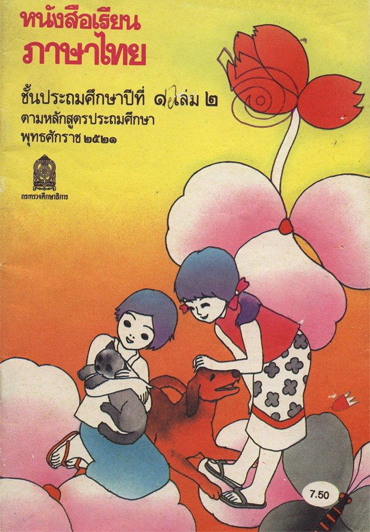 หนังสือเรียน
ภาษาไทย
ชั้นประถมศึกษาปีที่ ๑ เล่ม ๒
ตามหลักสูตรประถมศึกษา
พุทธศักราช ๒๕๒๑
กระทรวงศึกษาธิการ
7.50